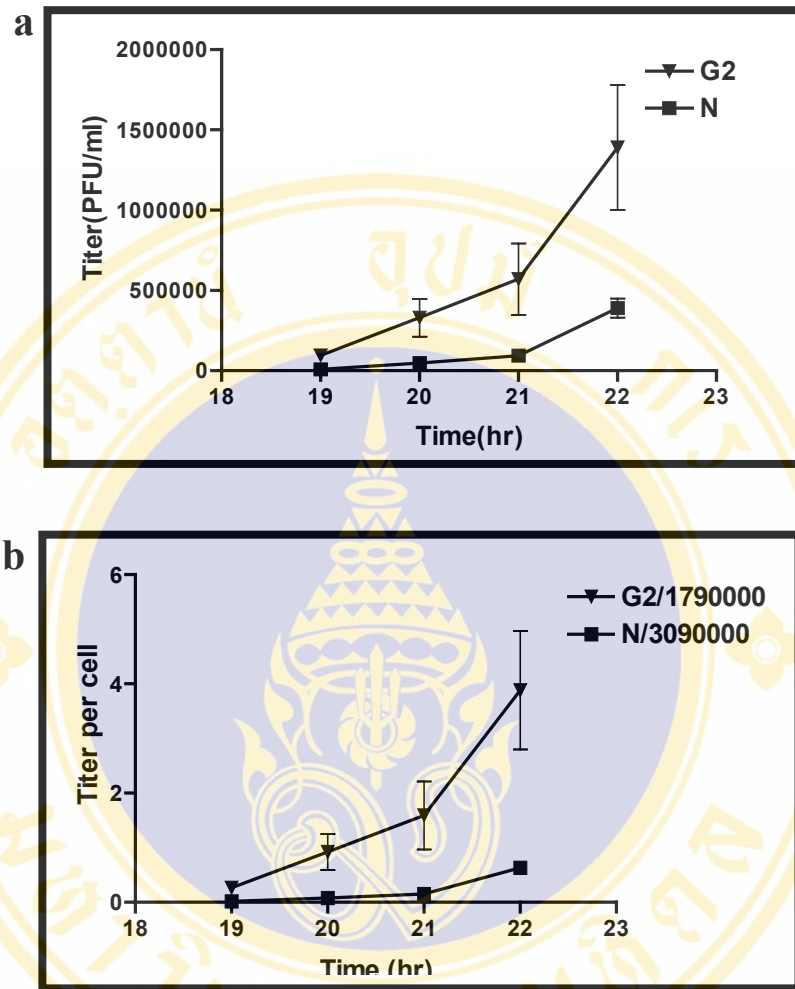 a
2000000
1500000
1000000
500000
0
Titer(PFU/ml)
G2
N
18 19 20 21 22 23
Time(hr)
b
6
4
2
0
Titer per cell
G2/1790000
N/3090000
18 19 20 21 22 23
Time (hr)